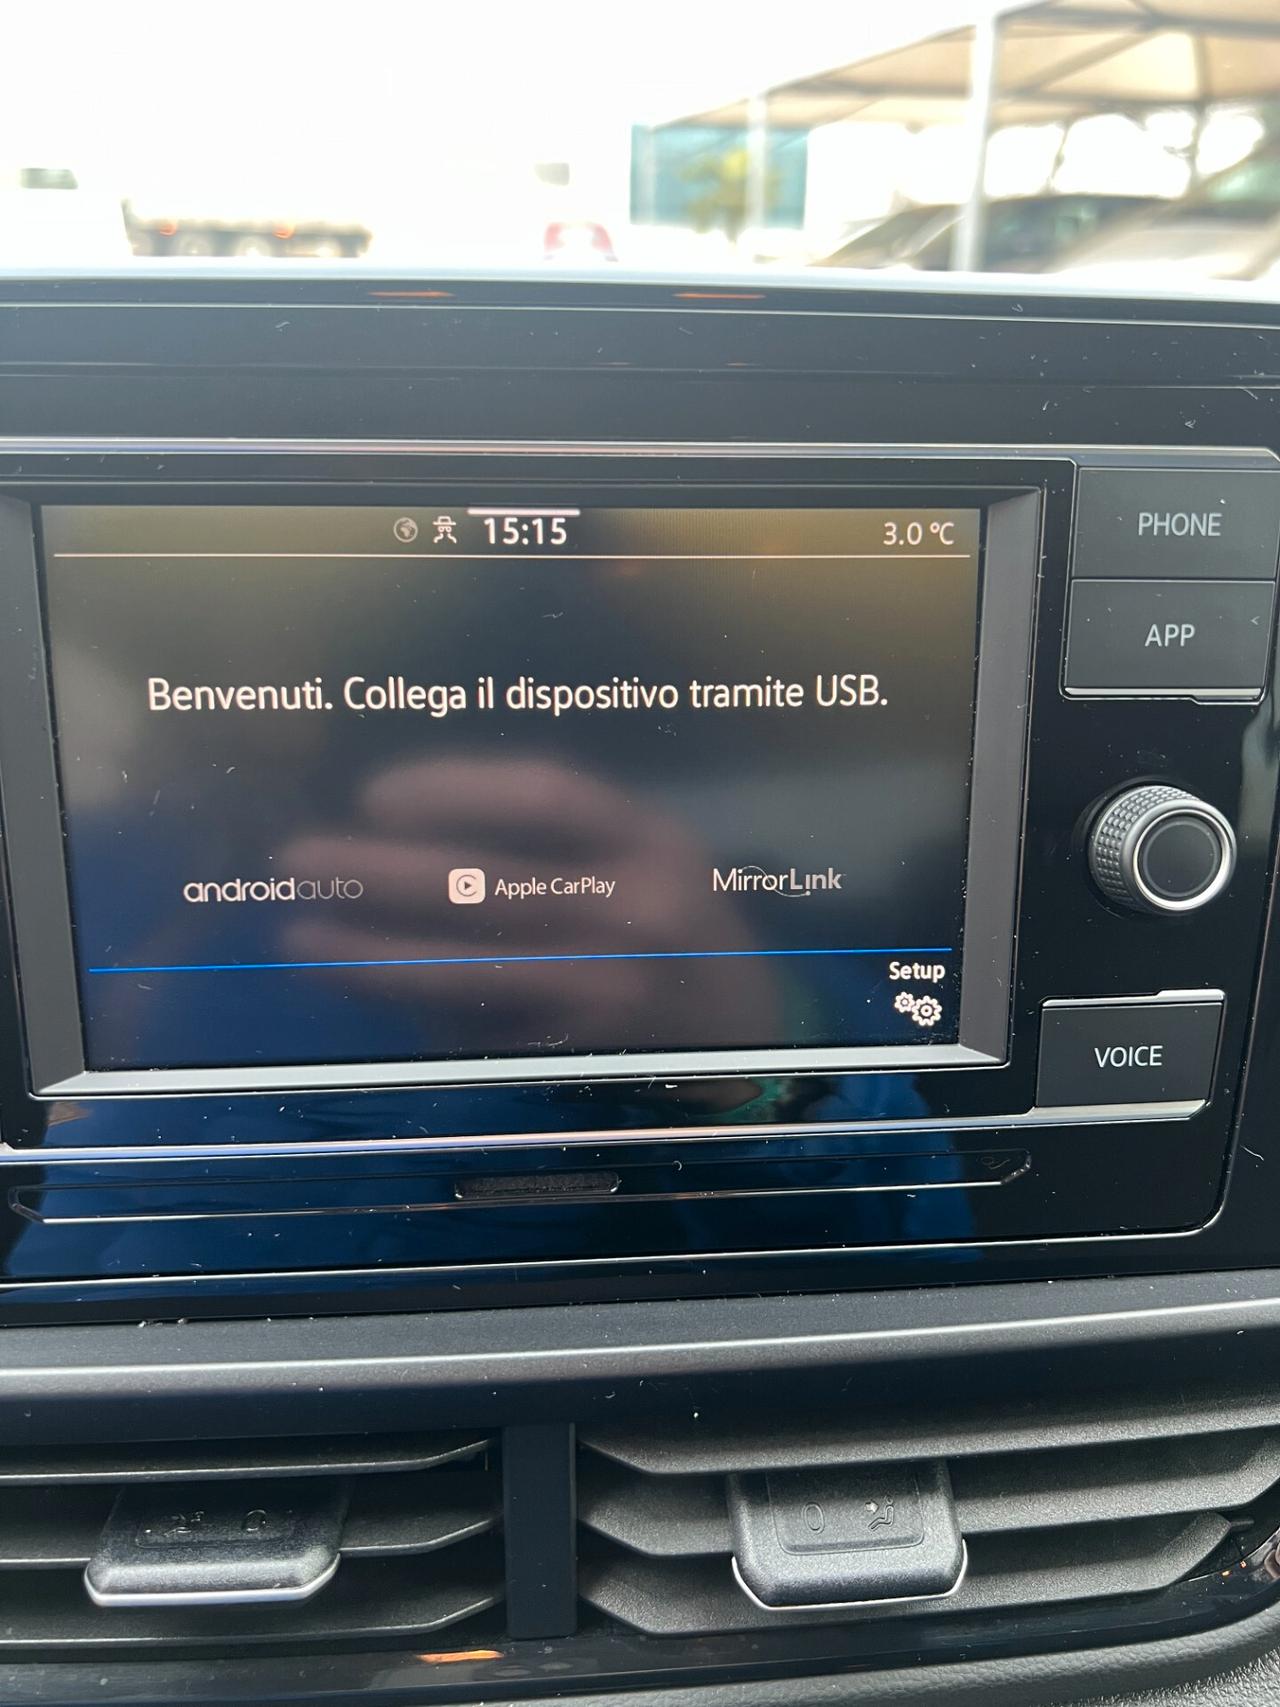 15:15
3.0 °C
PHONE
APP
Benvenuti. Collega il dispositivo tramite USB.
androidauto
Apple CarPlay
MirrorLink
Setup
VOICE